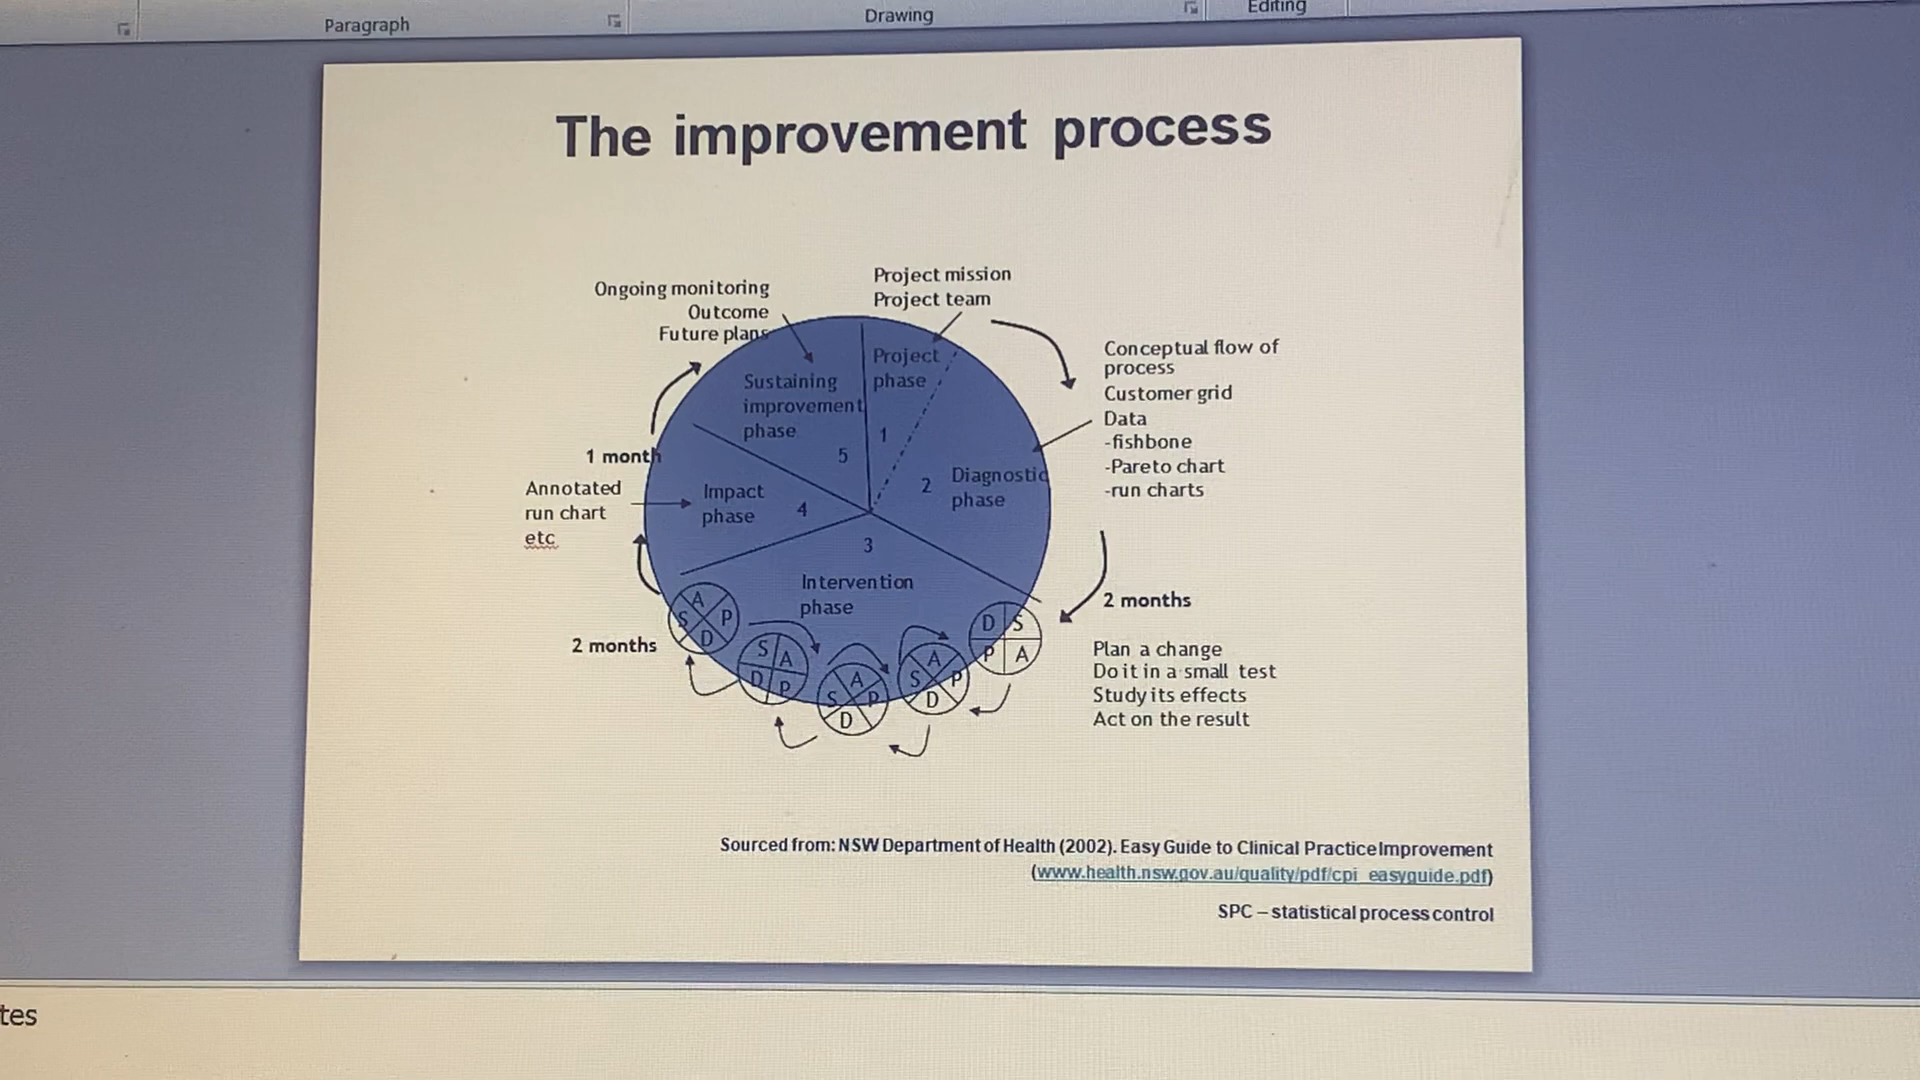 Paragraph
Drawing
Editing
The improvement process
Ongoing monitoring
Outcome
Future plans
Project mission
Project team
Conceptual flow of
process
Customer grid
Data
-fishbone
-Pareto chart
-run charts
Project
phase
1
Sustaining
improvement
phase
5
2
Diagnostic
phase
1 month
Annotated
run chart
etc
Impact
phase
4
3
Intervention
phase
2 months
Plan a change
Do it in a small test
Study its effects
Act on the result
2 months
A
S P
D
S A
D P
A
S P
D
A
S P
D
D S
P A
Sourced from: NSW Department of Health (2002). Easy Guide to Clinical Practice Improvement
(www.health.nsw.gov.au/quality/pdf/cpi_easyguide.pdf)
SPC – statistical process control
tes